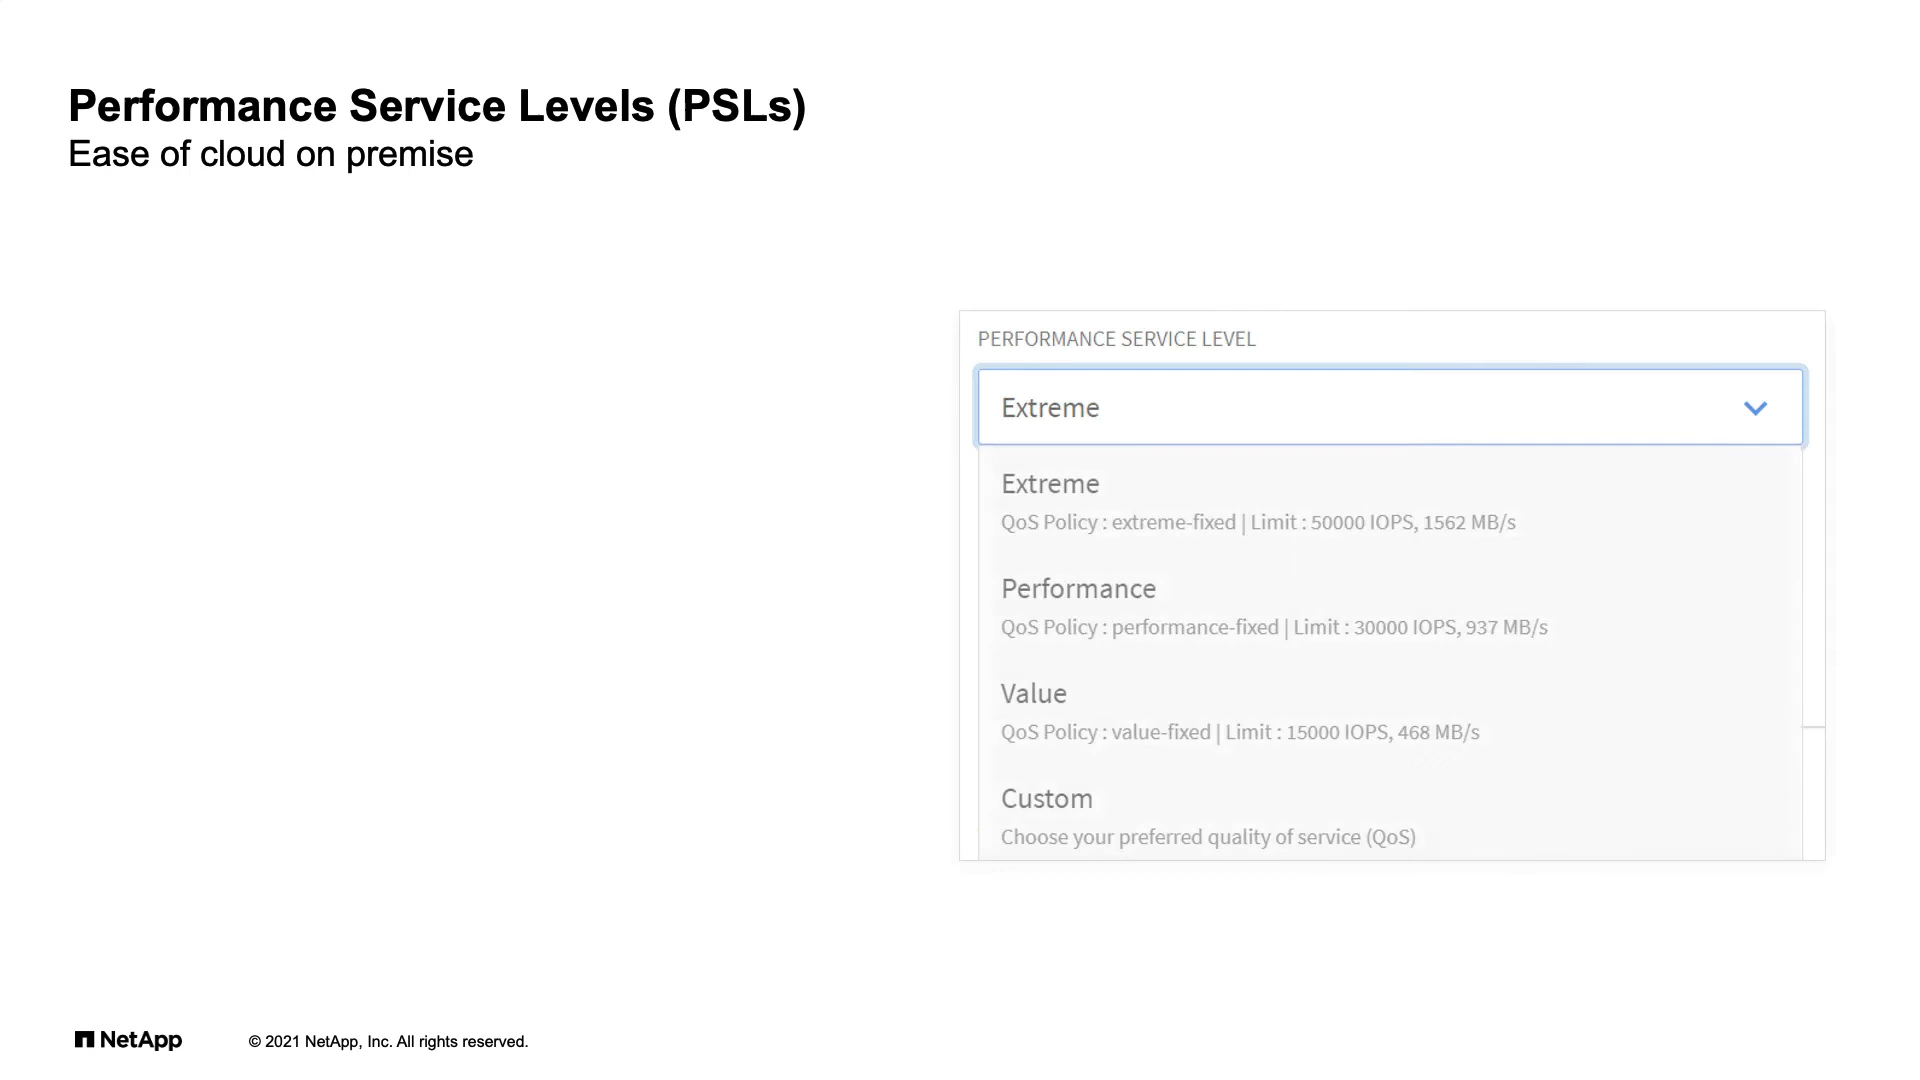 Performance Service Levels (PSLs)
Ease of cloud on premise
PERFORMANCE SERVICE LEVEL
Extreme
Extreme
QoS Policy : extreme-fixed | Limit : 50000 IOPS, 1562 MB/s
Performance
QoS Policy : performance-fixed | Limit : 30000 IOPS, 937 MB/s
Value
QoS Policy : value-fixed | Limit : 15000 IOPS, 468 MB/s
Custom
Choose your preferred quality of service (QoS)
NetApp
© 2021 NetApp, Inc. All rights reserved.